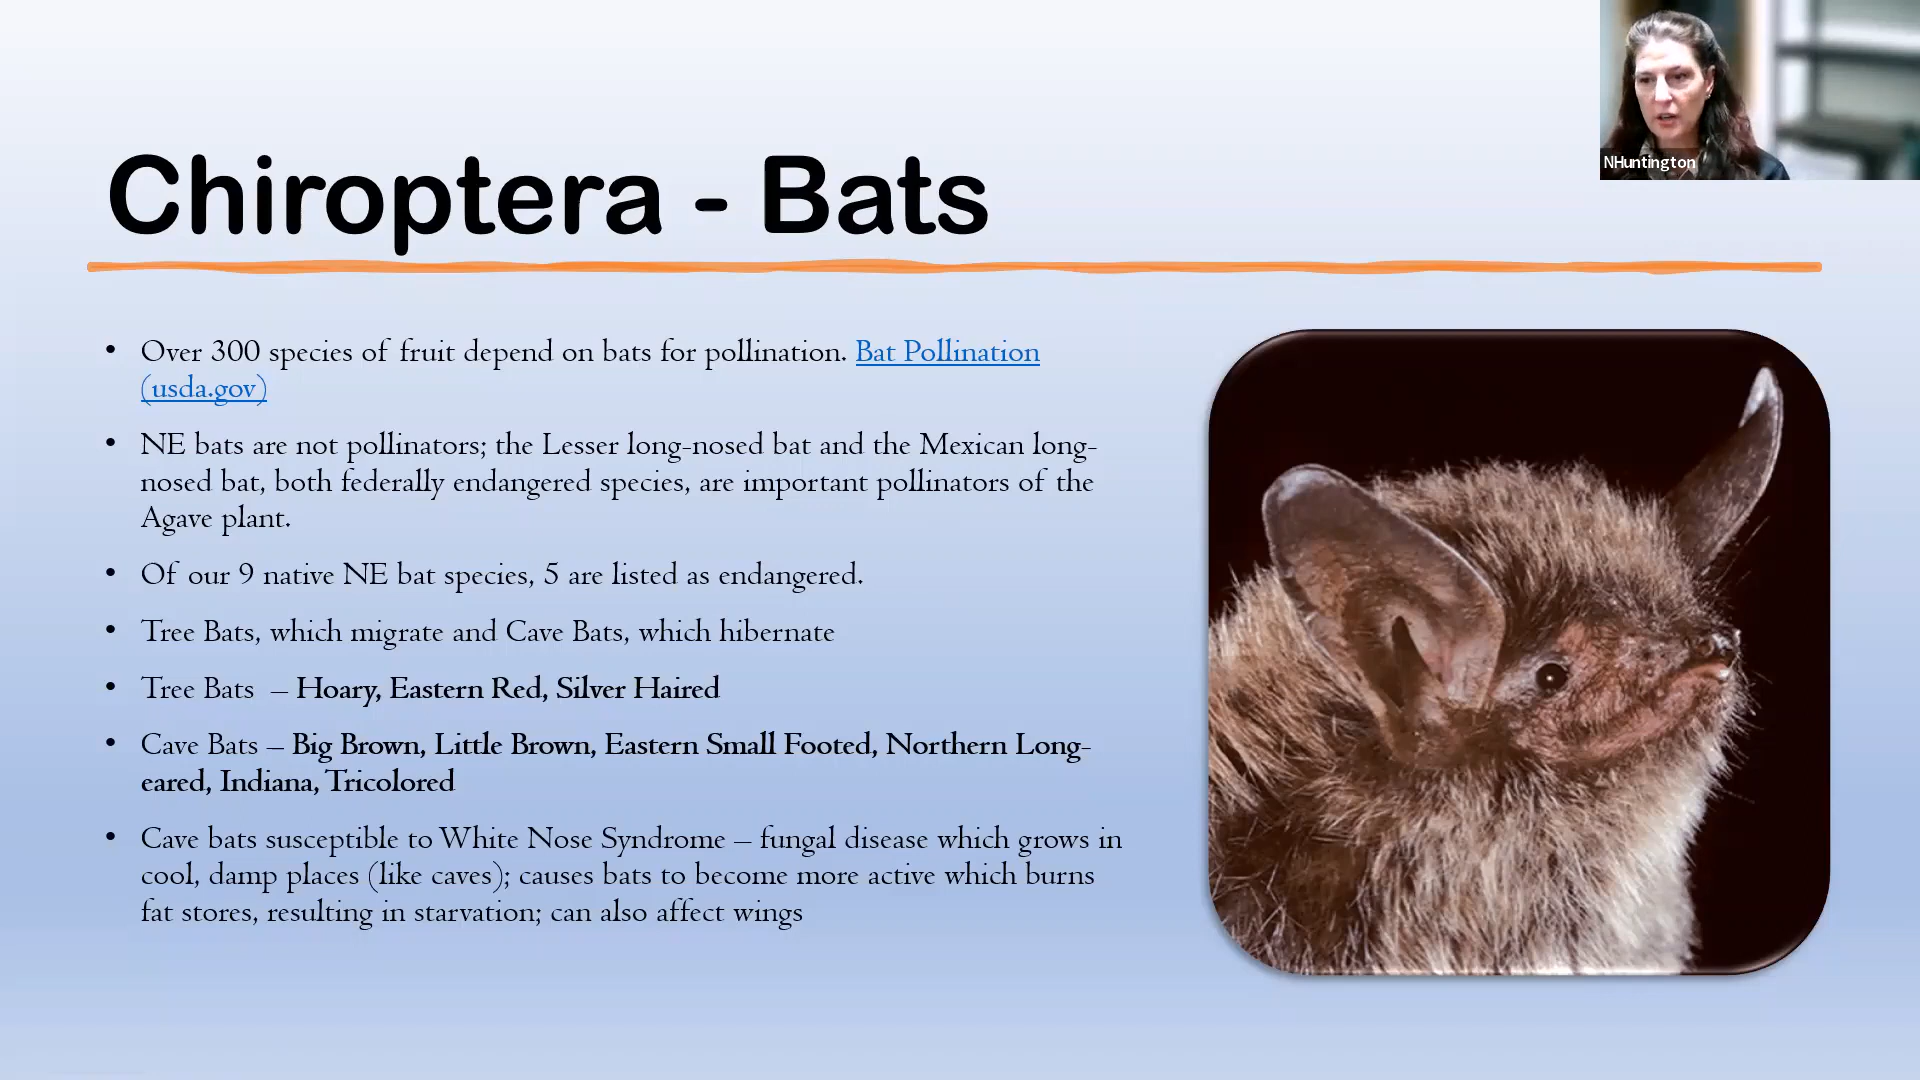 NHuntington
Chiroptera - Bats
• Over 300 species of fruit depend on bats for pollination. Bat Pollination
(usda.gov)
• NE bats are not pollinators; the Lesser long-nosed bat and the Mexican long-
nosed bat, both federally endangered species, are important pollinators of the
Agave plant.
• Of our 9 native NE bat species, 5 are listed as endangered.
• Tree Bats, which migrate and Cave Bats, which hibernate
• Tree Bats – Hoary, Eastern Red, Silver Haired
• Cave Bats – Big Brown, Little Brown, Eastern Small Footed, Northern Long-
eared, Indiana, Tricolored
• Cave bats susceptible to White Nose Syndrome – fungal disease which grows in
cool, damp places (like caves); causes bats to become more active which burns
fat stores, resulting in starvation; can also affect wings